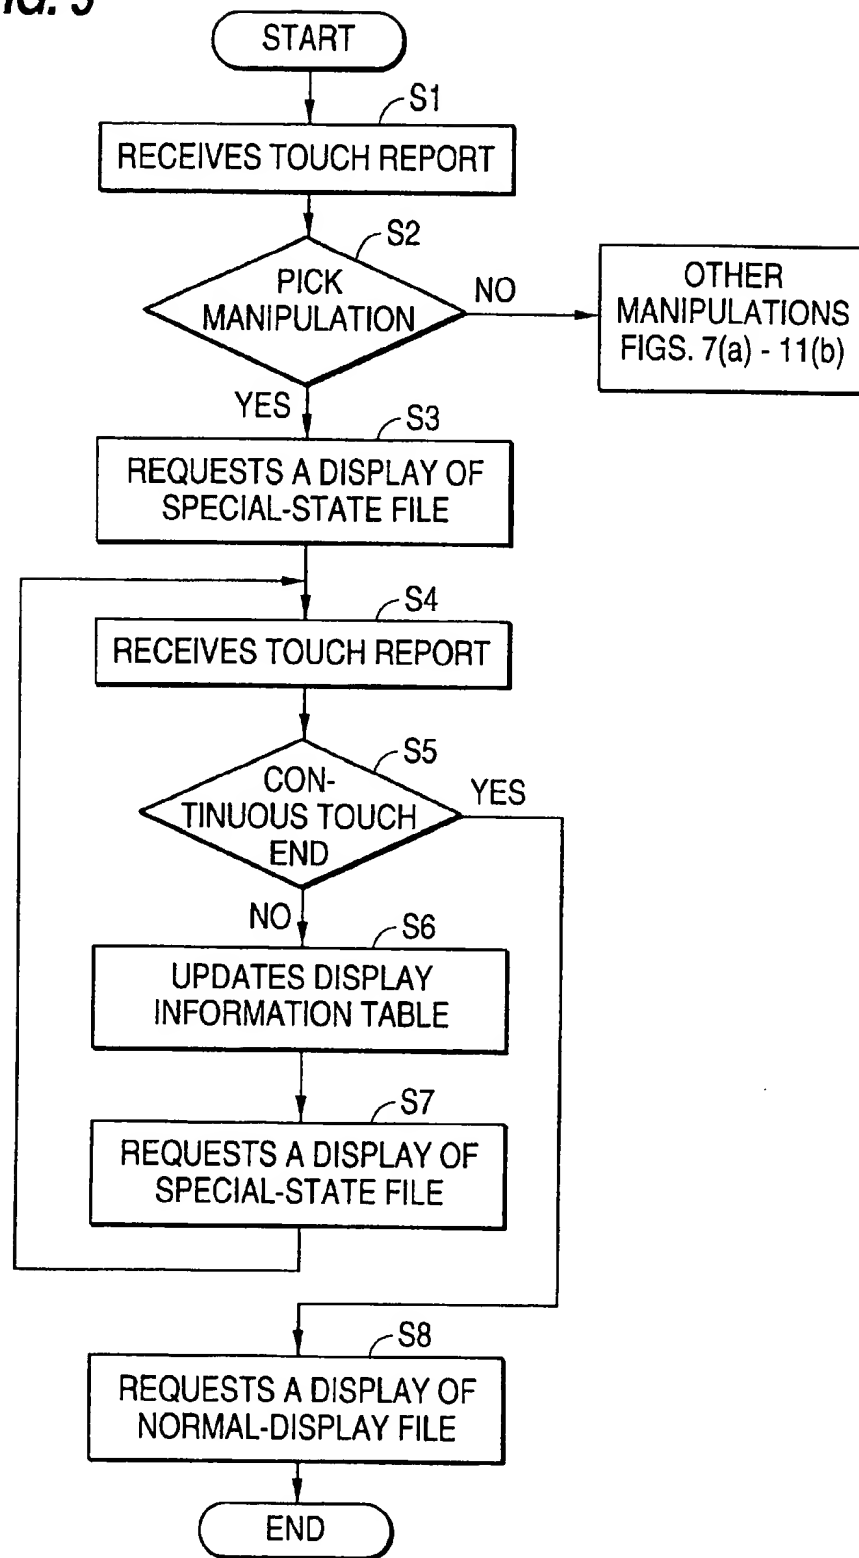 START
S1
RECEIVES TOUCH REPORT
S2
PICK
MANIPULATION
NO
OTHER
MANIPULATIONS
FIGS. 7(a) - 11(b)
YES
S3
REQUESTS A DISPLAY OF
SPECIAL-STATE FILE
S4
RECEIVES TOUCH REPORT
S5
CON-
TINUOUS TOUCH
END
YES
NO
S6
UPDATES DISPLAY
INFORMATION TABLE
S7
REQUESTS A DISPLAY OF
SPECIAL-STATE FILE
S8
REQUESTS A DISPLAY OF
NORMAL-DISPLAY FILE
END